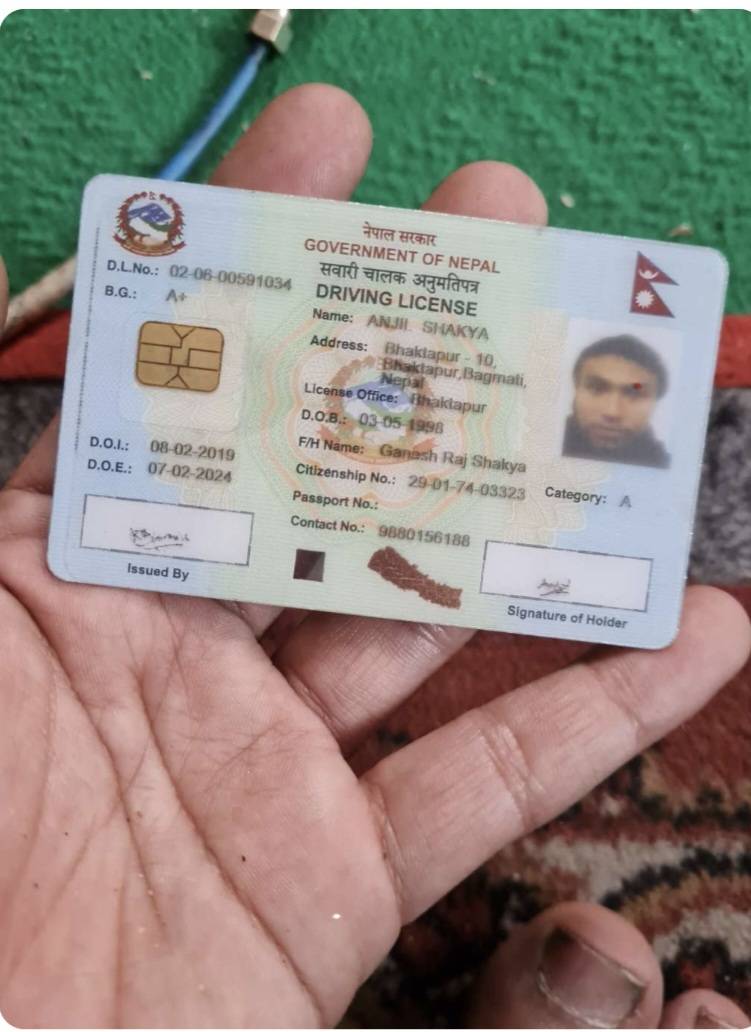 नेपाल सरकार
GOVERNMENT OF NEPAL
सवारी चालक अनुमतिपत्र
DRIVING LICENSE
D.L.No.: 02-06-00591034
B.G.: A+
Name: ANJIL SHAKYA
Address: Bhaktapur - 10,
Bhaktapur,Bagmati,
Nepal
License Office: Bhaktapur
D.O.B.: 03-05-1998
F/H Name: Ganesh Raj Shakya
Citizenship No.: 29-01-74-03323
Category: A
Passport No.:
Contact No.: 9880156188
D.O.I.: 08-02-2019
D.O.E.: 07-02-2024
Issued By
Signature of Holder